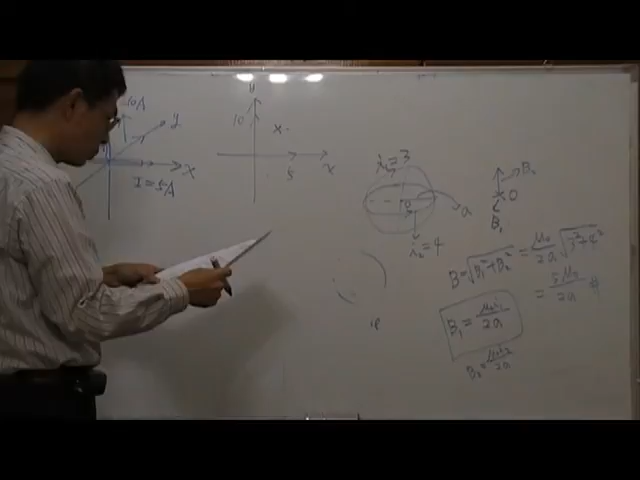 10A
y
x
I=5A
y
10
x
5
x
i₁=3
a
i₂=4
B₂
O
B₁
B=√B₁²+B₂² = μ₀/2a √3²+4²
= 5μ₀/2a #
B₁ = μ₀i₁/2a
B₂ = μ₀i₂/2a